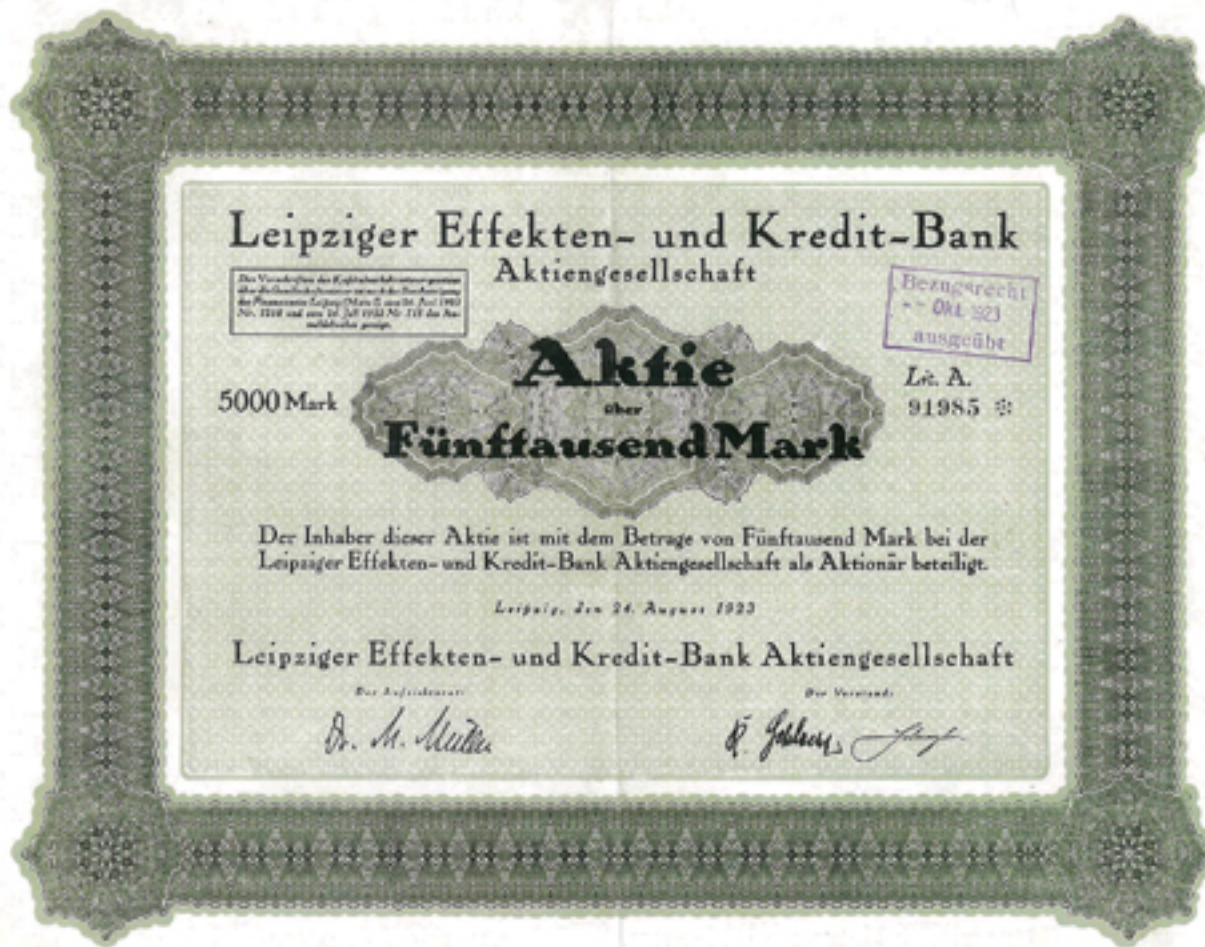 Leipziger Effekten- und Kredit-Bank
Aktiengesellschaft
Bezugsrecht
-- Okt. 1923
ausgeübt
Aktie
über
Fünftausend Mark
5000 Mark
Lit. A.
91985
Der Inhaber dieser Aktie ist mit dem Betrage von Fünftausend Mark bei der
Leipziger Effekten- und Kredit-Bank Aktiengesellschaft als Aktionär beteiligt.
Leipzig, den 24. August 1923
Leipziger Effekten- und Kredit-Bank Aktiengesellschaft
Der Aufsichtsrat:
Der Vorstand:
Dr. M. Müller